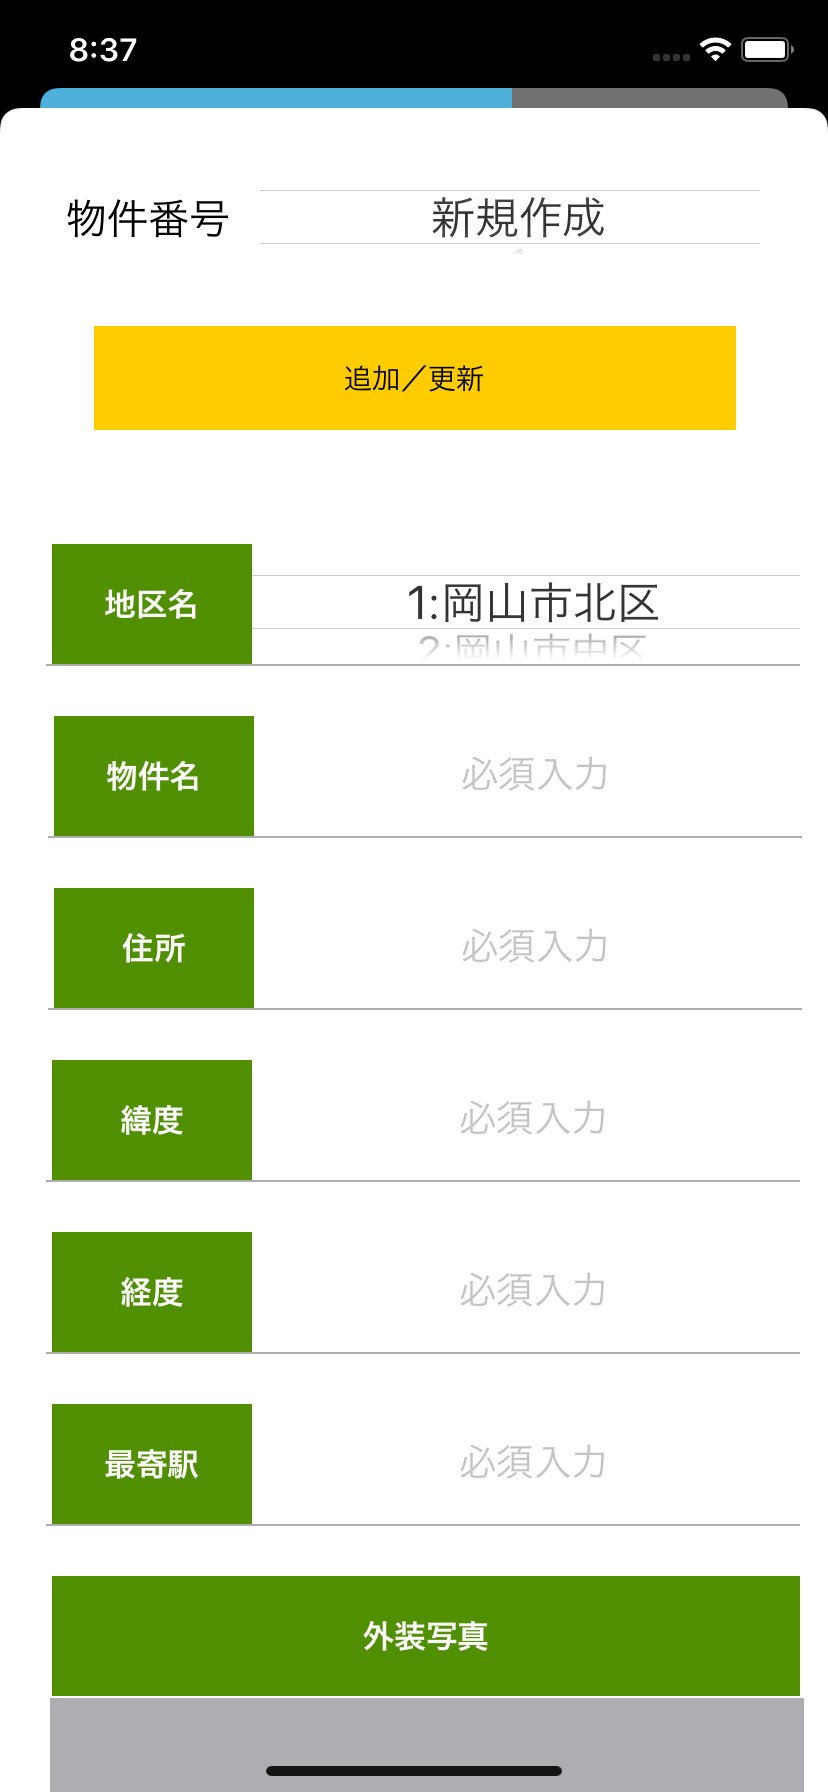 8:37
物件番号 新規作成
追加／更新
地区名 1:岡山市北区
2:岡山市中区
物件名 必須入力
住所 必須入力
緯度 必須入力
経度 必須入力
最寄駅 必須入力
外装写真